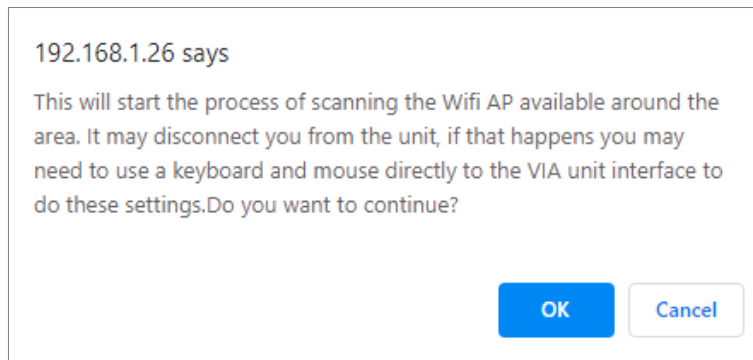 192.168.1.26 says
This will start the process of scanning the Wifi AP available around the
area. It may disconnect you from the unit, if that happens you may
need to use a keyboard and mouse directly to the VIA unit interface to
do these settings.Do you want to continue?
OK
Cancel